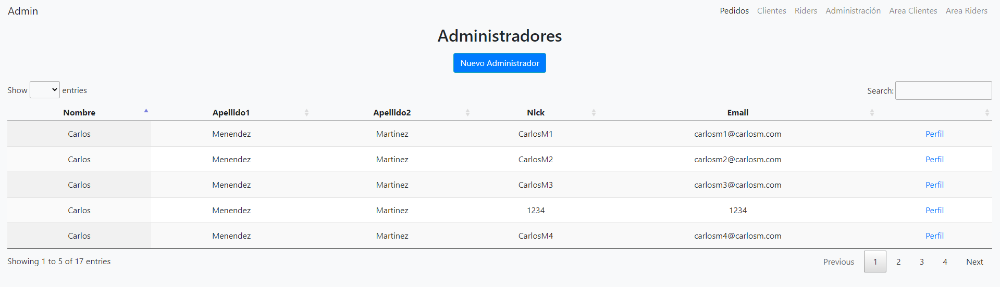 Admin Pedidos Clientes Riders Administración Area Clientes Area Riders
Administradores
Nuevo Administrador
Show entries Search:
Nombre Apellido1 Apellido2 Nick Email
Carlos Menendez Martinez CarlosM1 carlosm1@carlosm.com Perfil
Carlos Menendez Martinez CarlosM2 carlosm2@carlosm.com Perfil
Carlos Menendez Martinez CarlosM3 carlosm3@carlosm.com Perfil
Carlos Menendez Martinez 1234 1234 Perfil
Carlos Menendez Martinez CarlosM4 carlosm4@carlosm.com Perfil
Showing 1 to 5 of 17 entries Previous 1 2 3 4 Next